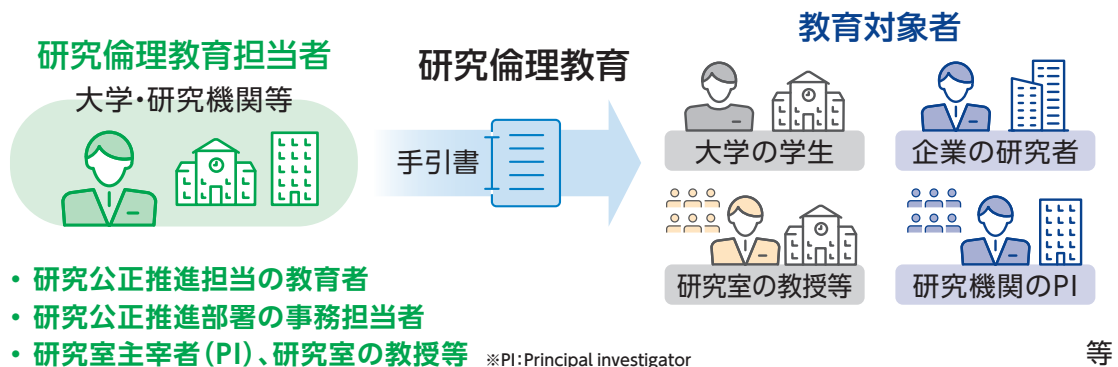 研究倫理教育担当者
大学・研究機関等
研究倫理教育
手引書
教育対象者
大学の学生
企業の研究者
研究室の教授等
研究機関のPI
・研究公正推進担当の教育者
・研究公正推進部署の事務担当者
・研究室主宰者(PI)、研究室の教授等 ※PI:Principal investigator
等